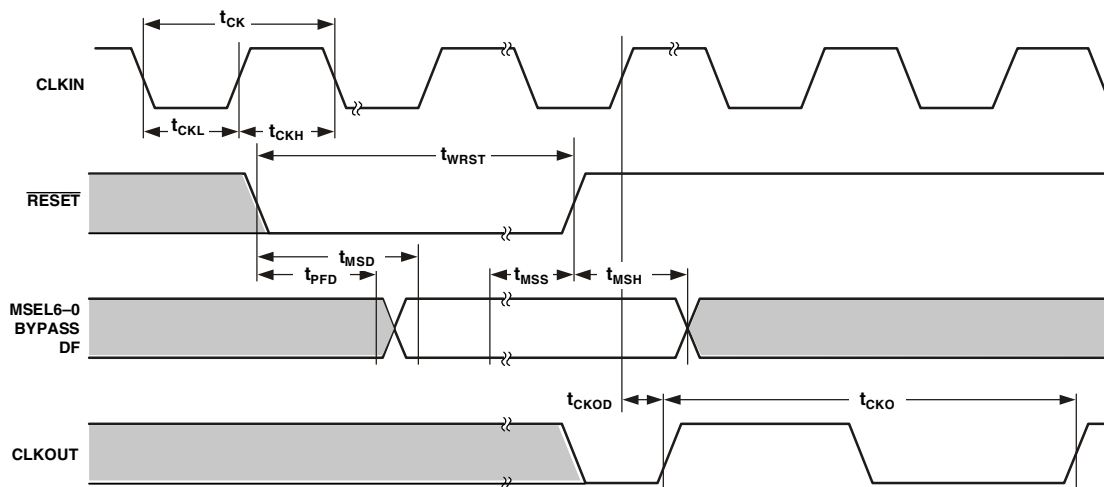 tCK
CLKIN
tCKL
tCKH
tWRST
RESET
tMSD
tPFD
tMSS
tMSH
MSEL6–0
BYPASS
DF
tCKOD
tCKO
CLKOUT